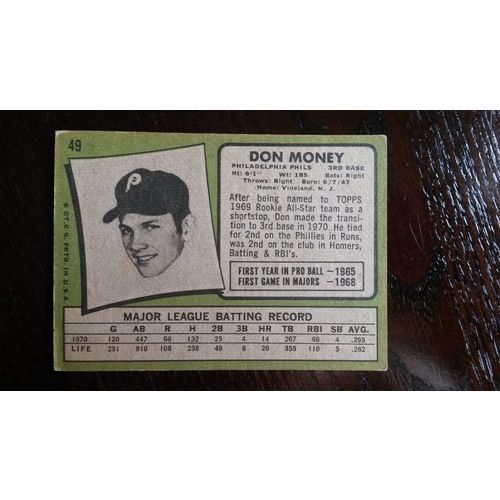 49
* ©T.C.G. PRTD. IN U.S.A.
P
DON MONEY
PHILADELPHIA PHILS 3RD BASE
Ht: 6'1" Wt: 185 Bats: Right
Throws: Right Born: 6/7/47
Home: Vineland, N. J.
After being named to TOPPS
1969 Rookie All-Star team as a
shortstop, Don made the transi-
tion to 3rd base in 1970. He tied
for 2nd on the Phillies in Runs,
was 2nd on the club in Homers,
Batting & RBI's.
FIRST YEAR IN PRO BALL —1965
FIRST GAME IN MAJORS —1968
MAJOR LEAGUE BATTING RECORD
G AB R H 2B 3B HR TB RBI SB AVG.
1970 120 447 66 132 25 4 14 207 66 4 .295
LIFE 251 910 108 238 49 6 20 359 110 5 .262